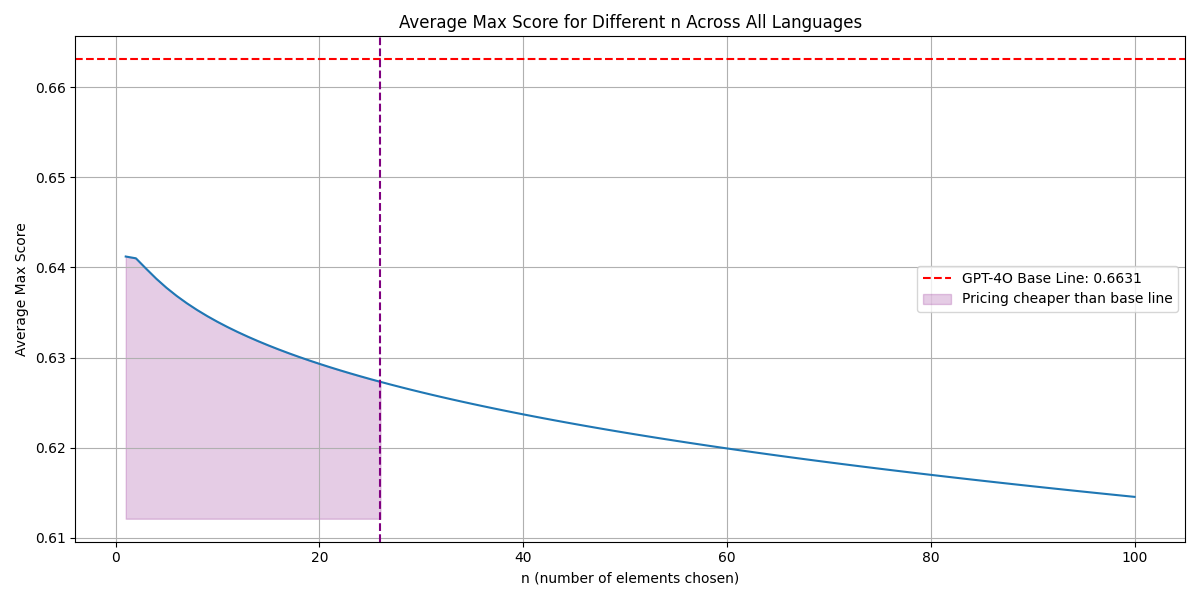 Average Max Score for Different n Across All Languages
Average Max Score
0.66
0.65
0.64
0.63
0.62
0.61
GPT-4O Base Line: 0.6631
Pricing cheaper than base line
0
20
40
60
80
100
n (number of elements chosen)